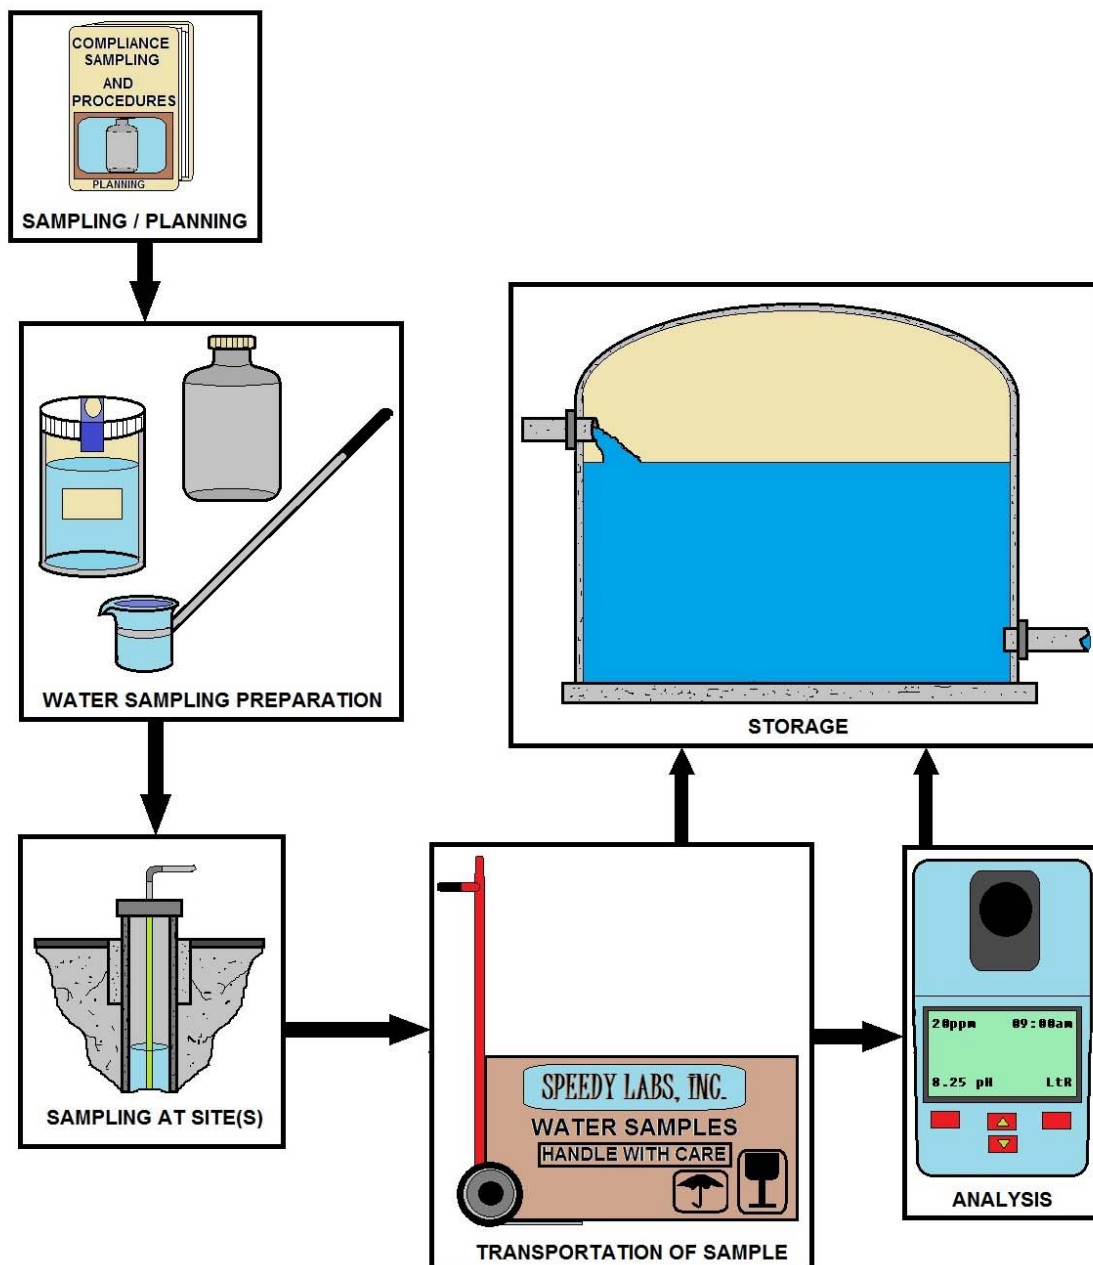 COMPLIANCE
SAMPLING
AND
PROCEDURES
PLANNING
SAMPLING / PLANNING
WATER SAMPLING PREPARATION
STORAGE
SAMPLING AT SITE(S)
SPEEDY LABS, INC.
WATER SAMPLES
HANDLE WITH CARE
TRANSPORTATION OF SAMPLE
20ppm 09:00am
8.25 pH LtR
ANALYSIS